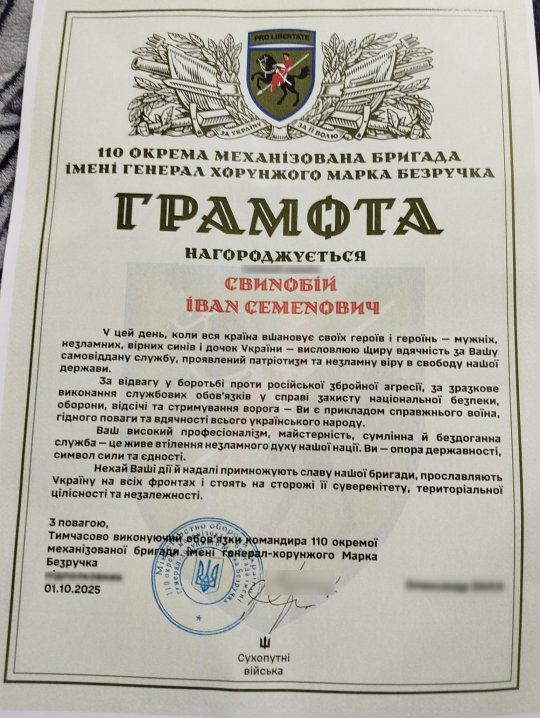 PRO LIBERTATE
ЗА УКРАЇНУ ЗА ЇЇ ВОЛЮ
110 ОКРЕМА МЕХАНІЗОВАНА БРИГАДА
ІМЕНІ ГЕНЕРАЛ ХОРУНЖОГО МАРКА БЕЗРУЧКА
ГРАМОТА
НАГОРОДЖУЄТЬСЯ
СВИНОБІЙ
ІВАН СЕМЕНОВИЧ
У цей день, коли вся країна вшановує своїх героїв і героїнь — мужніх,
незламних, вірних синів і дочок України — висловлюю щиру вдячність за Вашу
самовіддану службу, проявлений патріотизм та незламну віру в свободу нашої
держави.
За відвагу у боротьбі проти російської збройної агресії, за зразкове
виконання службових обов'язків у справі захисту національної безпеки,
оборони, відсічі та стримування ворога — Ви є прикладом справжнього воїна,
гідного поваги та вдячності всього українського народу.
Ваш високий професіоналізм, майстерність, сумлінна й бездоганна
служба — це живе втілення незламного духу нашої бригади. Ви — опора державності,
символ сили та єдності.
Нехай Ваші дії й надалі примножують славу нашої бригади, прославляють
Україну на всіх фронтах і стоять на сторожі її суверенітету, територіальної
цілісності та незалежності.
З повагою,
Тимчасово виконуючий обов'язки командира 110 окремої
механізованої бригади імені генерал-хорунжого Марка
Безручка
01.10.2025
Сухопутні
війська